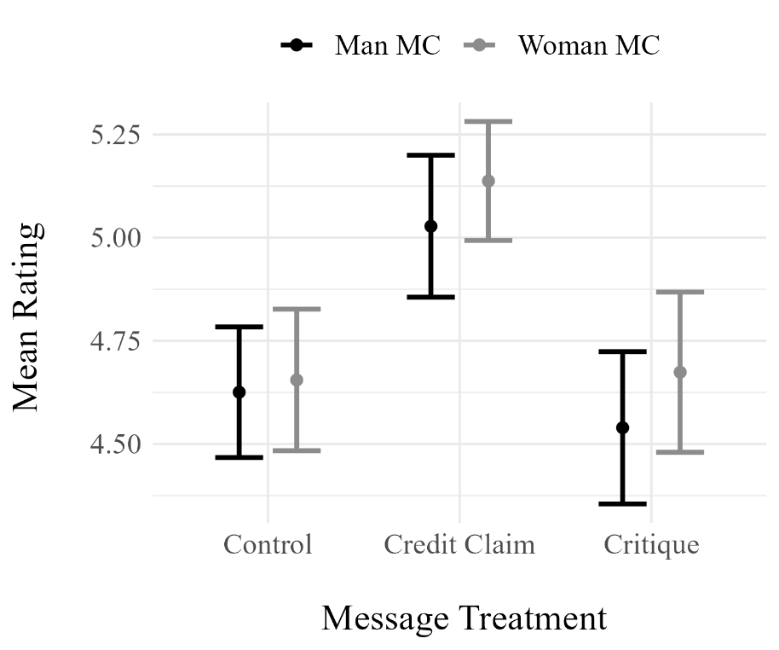 Man MC Woman MC
5.25
5.00
4.75
4.50
Mean Rating
Control Credit Claim Critique
Message Treatment